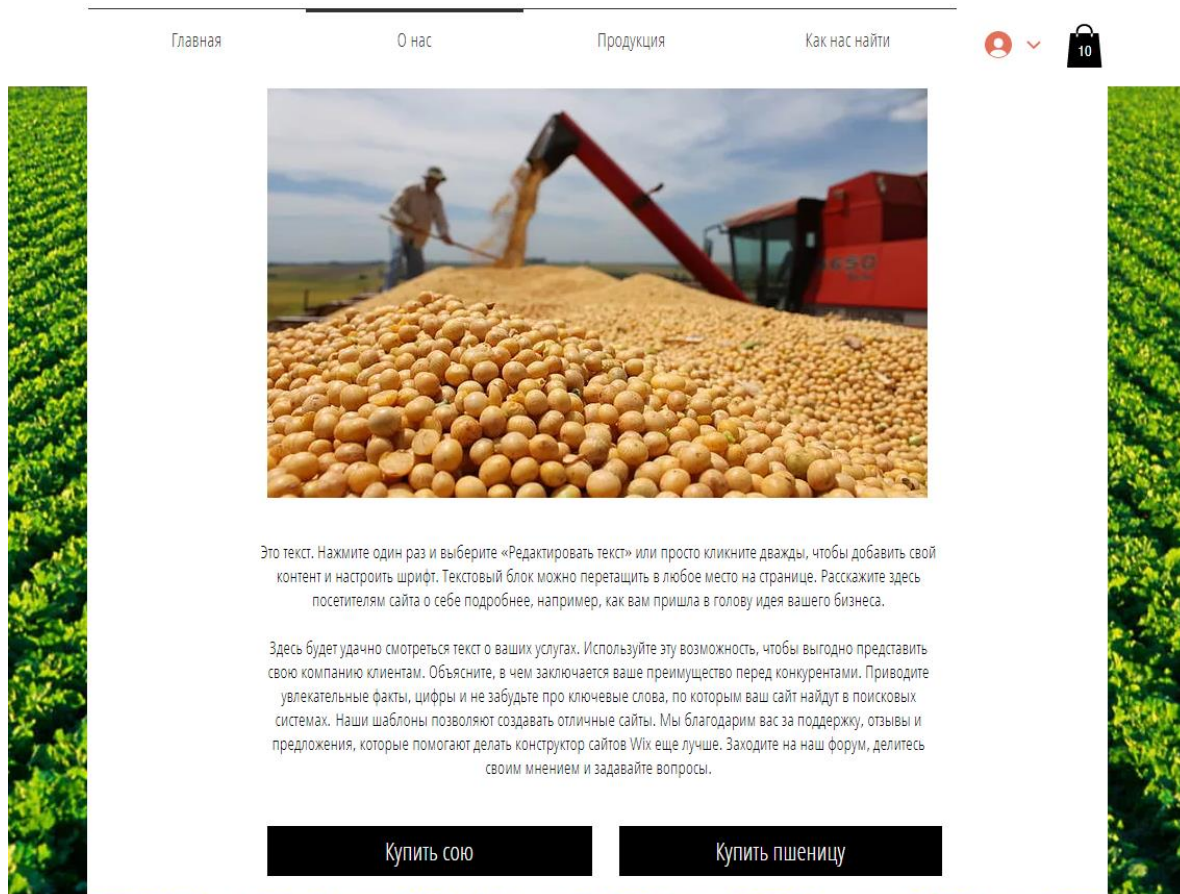 Главная
О нас
Продукция
Как нас найти
10
5650
Это текст. Нажмите один раз и выберите «Редактировать текст» или просто кликните дважды, чтобы добавить свой
контент и настроить шрифт. Текстовый блок можно перетащить в любое место на странице. Расскажите здесь
посетителям сайта о себе подробнее, например, как вам пришла в голову идея вашего бизнеса.
Здесь будет удачно смотреться текст о ваших услугах. Используйте эту возможность, чтобы выгодно представить
свою компанию клиентам. Объясните, в чем заключается ваше преимущество перед конкурентами. Приводите
увлекательные факты, цифры и не забудьте про ключевые слова, по которым ваш сайт найдут в поисковых
системах. Наши шаблоны позволяют создавать отличные сайты. Мы благодарим вас за поддержку, отзывы и
предложения, которые помогают делать конструктор сайтов Wix еще лучше. Заходите на наш форум, делитесь
своим мнением и задавайте вопросы.
Купить сою
Купить пшеницу